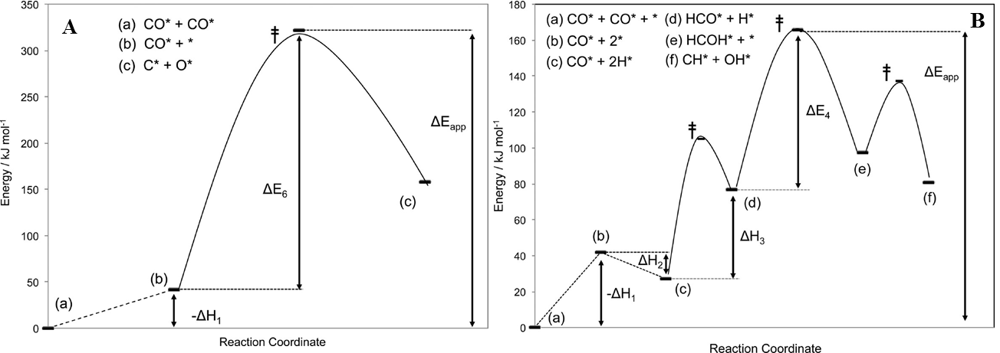 A
(a) CO* + CO*
(b) CO* + *
(c) C* + O*
350
300
250
200
150
100
50
0
Energy / kJ mol⁻¹
Reaction Coordinate
(a)
(b)
(c)
‡
-ΔH₁
ΔE₆
ΔEₐₚₚ
B
(a) CO* + CO* + * (d) HCO* + H*
(b) CO* + 2* (e) HCOH* + *
(c) CO* + 2H* (f) CH* + OH*
180
160
140
120
100
80
60
40
20
0
Energy / kJ mol⁻¹
Reaction Coordinate
(a)
(b)
(c)
(d)
(e)
(f)
‡
‡
‡
-ΔH₁
ΔH₂
ΔH₃
ΔE₄
ΔEₐₚₚ